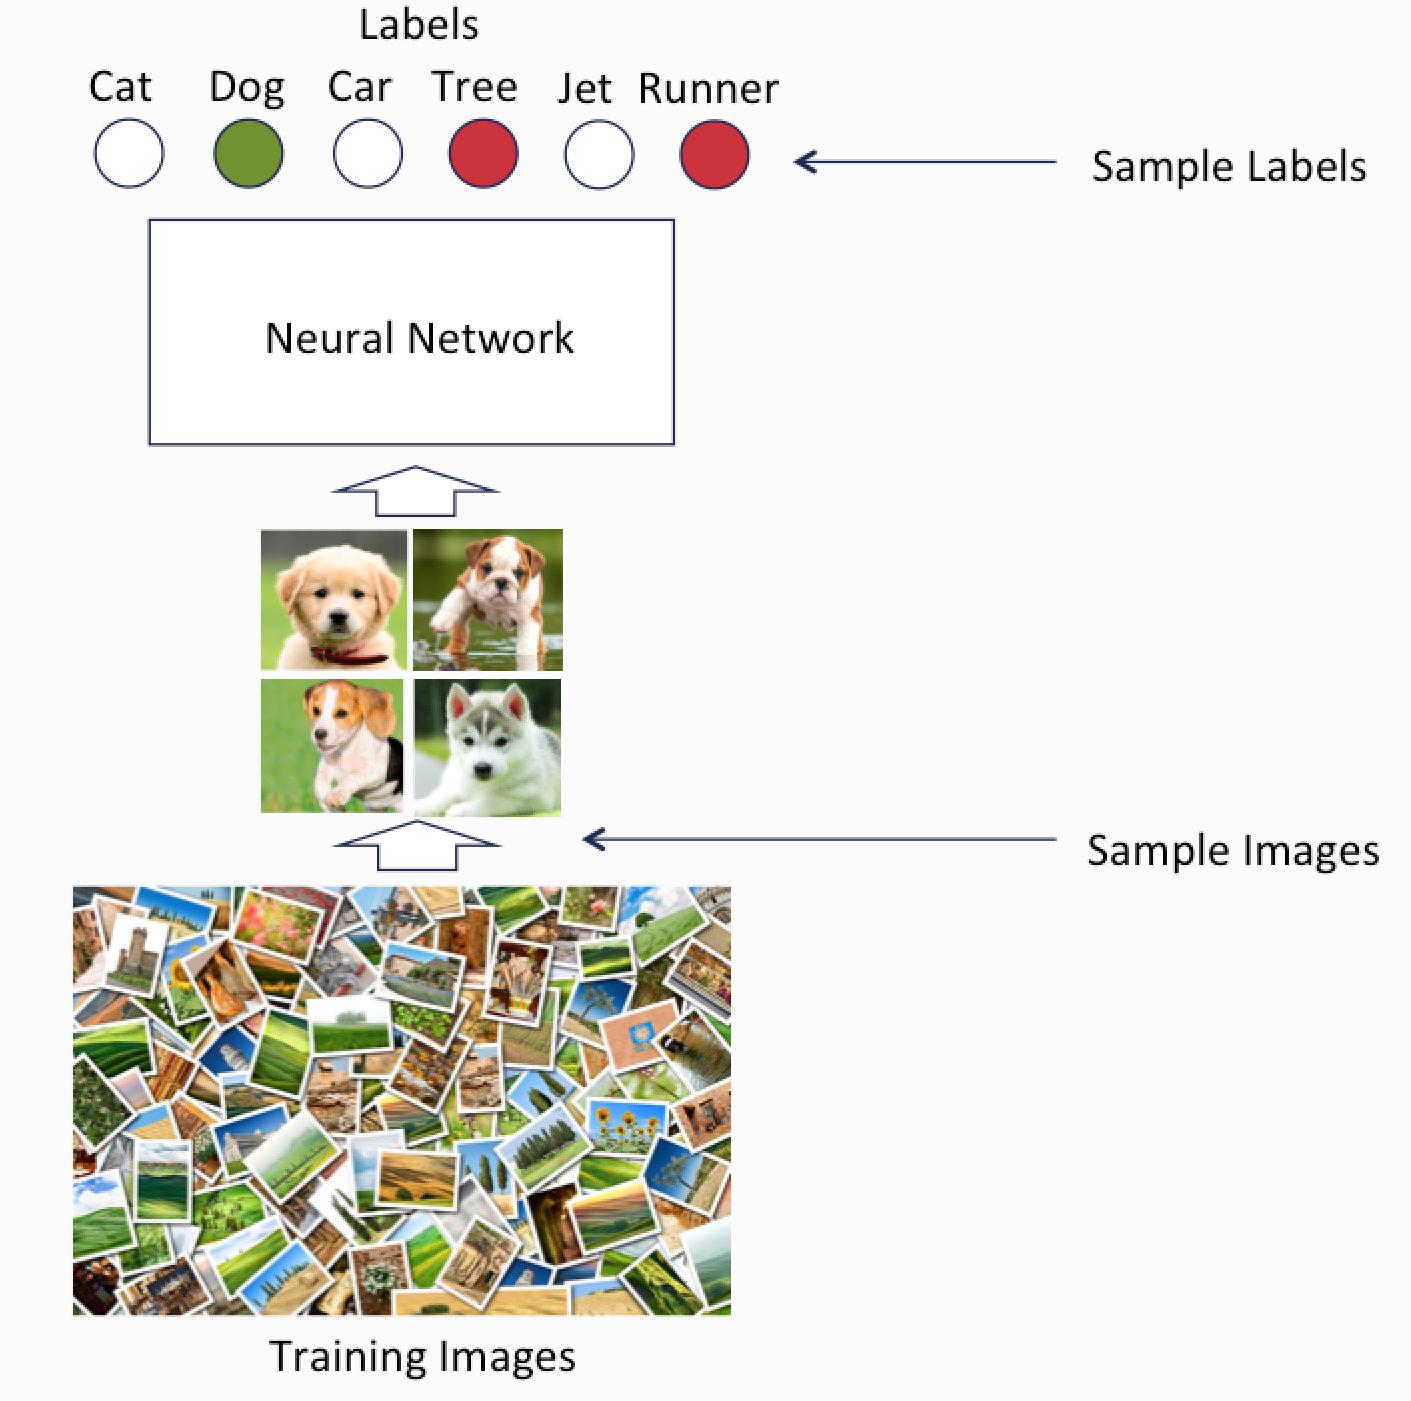 Labels
Cat Dog Car Tree Jet Runner
Sample Labels
Neural Network
Sample Images
Training Images